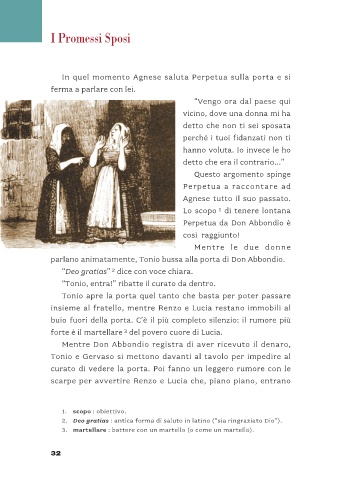 I Promessi Sposi
In quel momento Agnese saluta Perpetua sulla porta e si
ferma a parlare con lei.
"Vengo ora dal paese qui
vicino, dove una donna mi ha
detto che non ti sei sposata
perché i tuoi fidanzati non ti
hanno voluta. Io invece le ho
detto che era il contrario..."
Questo argomento spinge
Perpetua a raccontare ad
Agnese tutto il suo passato.
Lo scopo 1 di tenere lontana
Perpetua da Don Abbondio è
così raggiunto!
Mentre le due donne
parlano animatamente, Tonio bussa alla porta di Don Abbondio.
"Deo gratias" 2 dice con voce chiara.
"Tonio, entra!" ribatte il curato da dentro.
Tonio apre la porta quel tanto che basta per poter passare
insieme al fratello, mentre Renzo e Lucia restano immobili al
buio fuori della porta. C'è il più completo silenzio: il rumore più
forte è il martellare 3 del povero cuore di Lucia.
Mentre Don Abbondio registra di aver ricevuto il denaro,
Tonio e Gervaso si mettono davanti al tavolo per impedire al
curato di vedere la porta. Poi fanno un leggero rumore con le
scarpe per avvertire Renzo e Lucia che, piano piano, entrano
1. scopo : obiettivo.
2. Deo gratias : antica forma di saluto in latino ("sia ringraziato Dio").
3. martellare : battere con un martello (o come un martello).
32